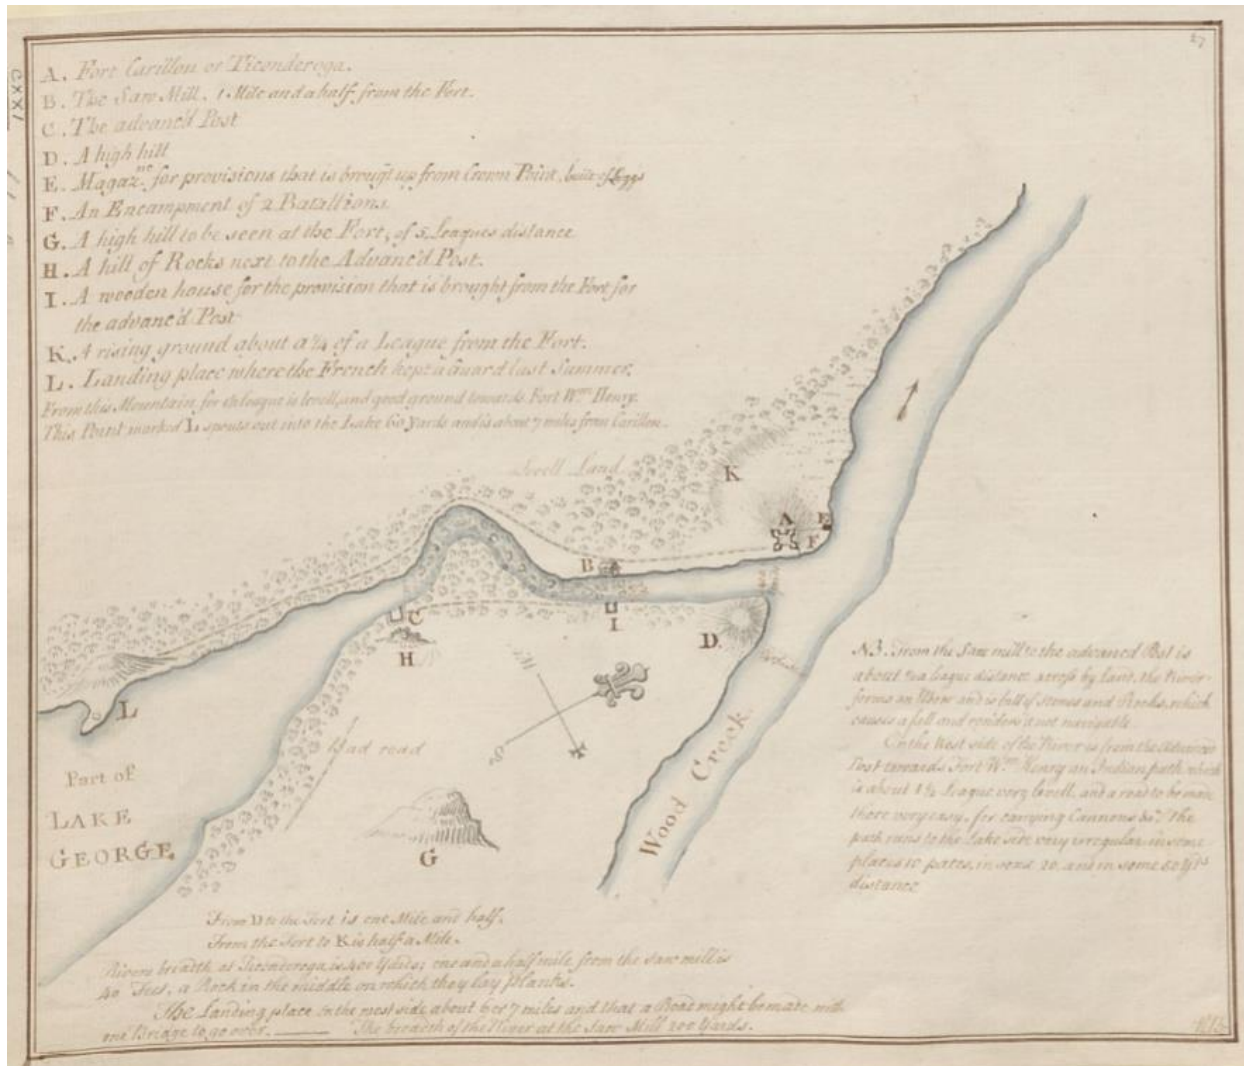 27
CXXI
A. Fort Carillon or Ticonderoga.
B. The Saw Mill. 1 Mile and a half from the Fort.
C. The advanc'd Post
D. A high hill
E. Magaz.ne for provisions that is brougt up from Crown Point, built of Loggs
F. An Encampment of 2 Batallions.
G. A high hill to be seen at the Fort, of 5 Leagues distance
H. A hill of Rocks next to the Advanc'd Post.
I. A wooden house for the provision that is brought from the Fort for
the advanc'd Post
K. A rising ground about a 1/4 of a League from the Fort.
L. Landing place where the French kept a Guard Last Summer.
From this Mountain, for league is levell, and good ground towards Fort Wm. Henry.
This Point marked L spouts out into the Lake 60 Yards and is about 7 miles from Carillon.
Levell Land
K
A
E
F
B
I
C
H
D.
L
Bad road
G
Part of
LAKE
GEORGE.
Wood Creek.
W
S
E
NB. From the Saw mill to the advanced Post is
about league distance across by land, the River
forms an Elbow and is full of stones and Rocks, which
causes a fall and renders it not navigable
On the West side of the River is from the Advanced
Post towards Fort Wm. Henry an Indian path, which
is about 1 1/2 League very levell, and a road to be made
there very easy, for carrying Cannons &c. The
path runs to the Lake side very irregular, in some
places 10 paces, in 20, and in some 50 Yds
distance
From D to the Fort is one Mile and half.
From the Fort to K is half a Mile.
Rivers breadth at Ticonderoga is 400 Yards; one and a half mile from the saw mill is
40 Feet, a Rock in the middle on which they lay Planks.
The Landing place on the west side about 6 or 7 miles and that a Road might be made with
one Bridge to go over. The breadth of the River at the Saw Mill 200 Yards.